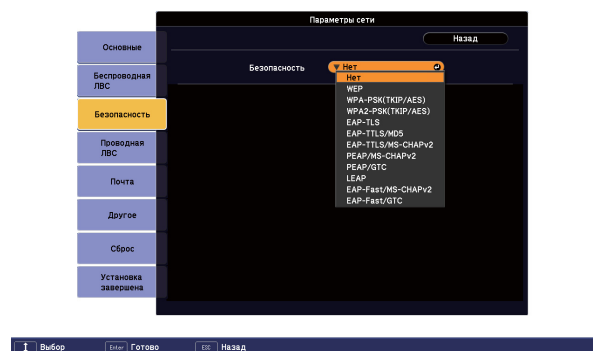 Параметры сети
Назад
Основные
Беспроводная
ЛВС
Безопасность
Проводная
ЛВС
Почта
Другое
Сброс
Установка
завершена
Безопасность
Нет
Нет
WEP
WPA-PSK(TKIP/AES)
WPA2-PSK(TKIP/AES)
EAP-TLS
EAP-TTLS/MD5
EAP-TTLS/MS-CHAPv2
PEAP/MS-CHAPv2
PEAP/GTC
LEAP
EAP-Fast/MS-CHAPv2
EAP-Fast/GTC
Выбор Enter Готово ESC Назад